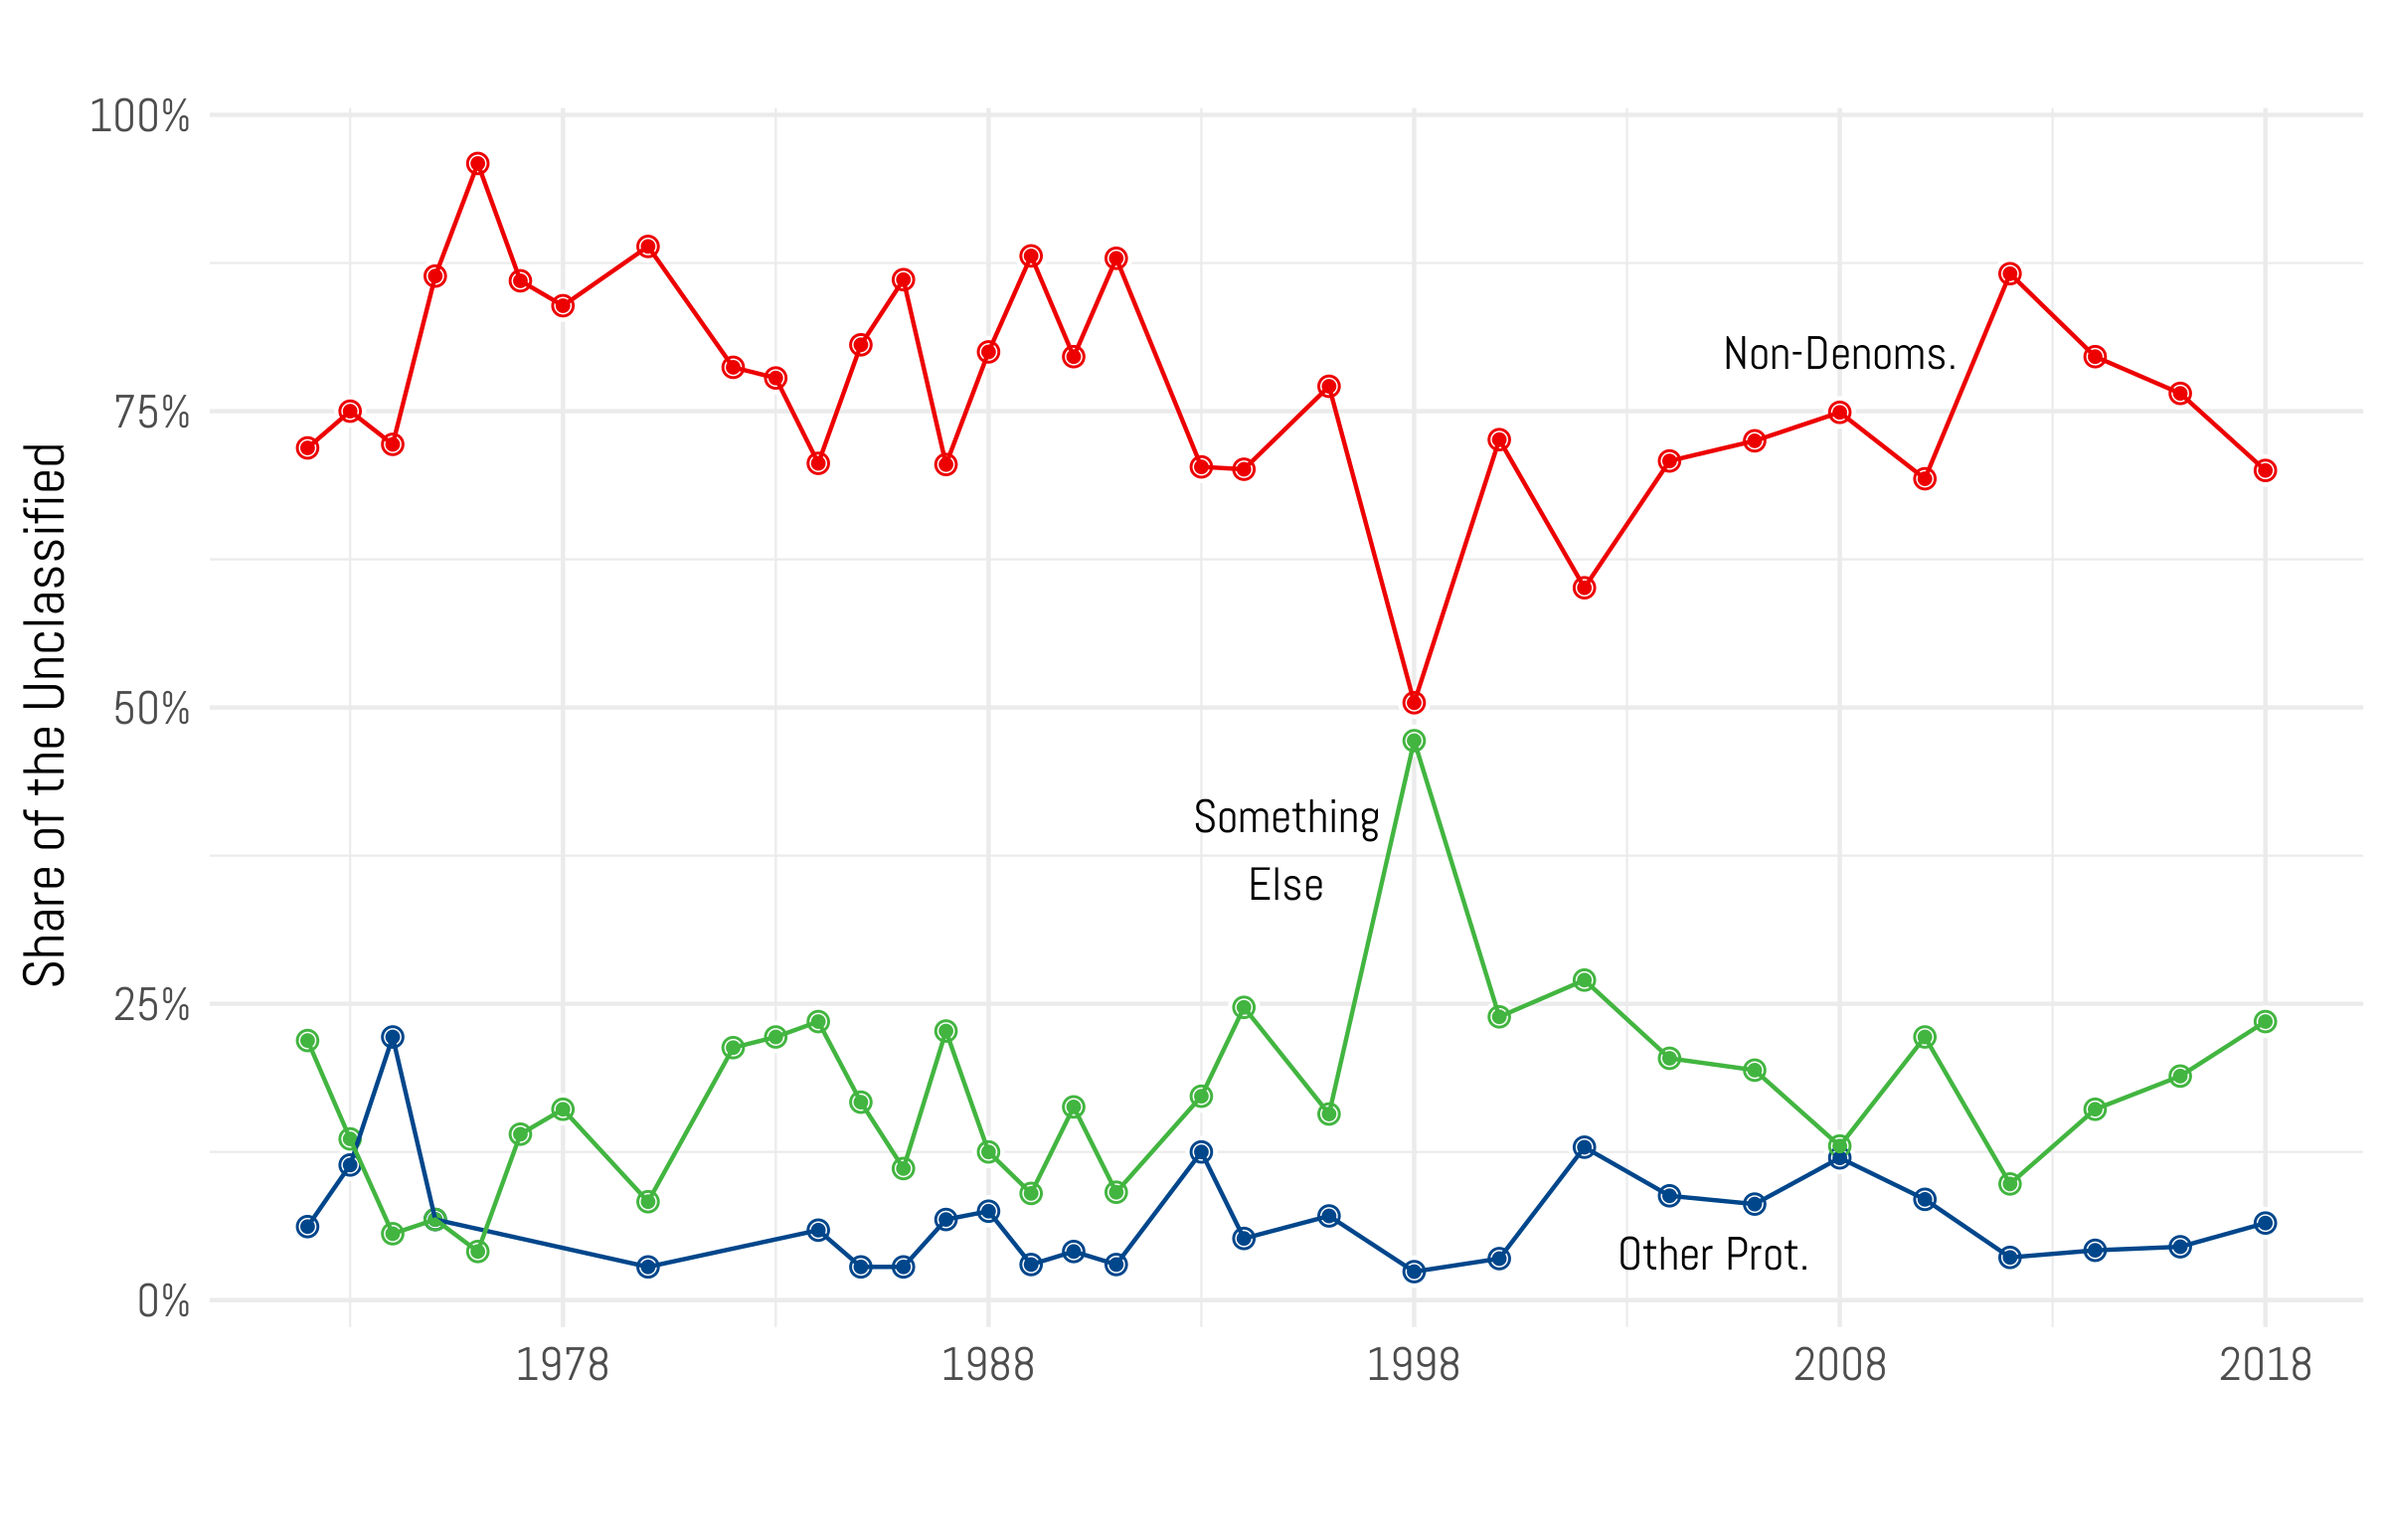 100%
75%
50%
25%
0%
Share of the Unclassified
Non-Denoms.
Something
Else
Other Prot.
1978
1988
1998
2008
2018